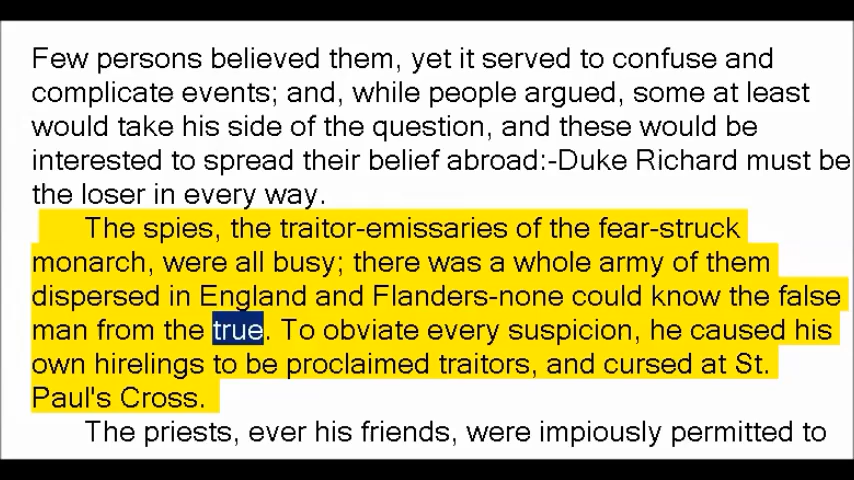 Few persons believed them, yet it served to confuse and
complicate events; and, while people argued, some at least
would take his side of the question, and these would be
interested to spread their belief abroad:-Duke Richard must be
the loser in every way.
The spies, the traitor-emissaries of the fear-struck
monarch, were all busy; there was a whole army of them
dispersed in England and Flanders-none could know the false
man from the true. To obviate every suspicion, he caused his
own hirelings to be proclaimed traitors, and cursed at St.
Paul's Cross.
The priests, ever his friends, were impiously permitted to